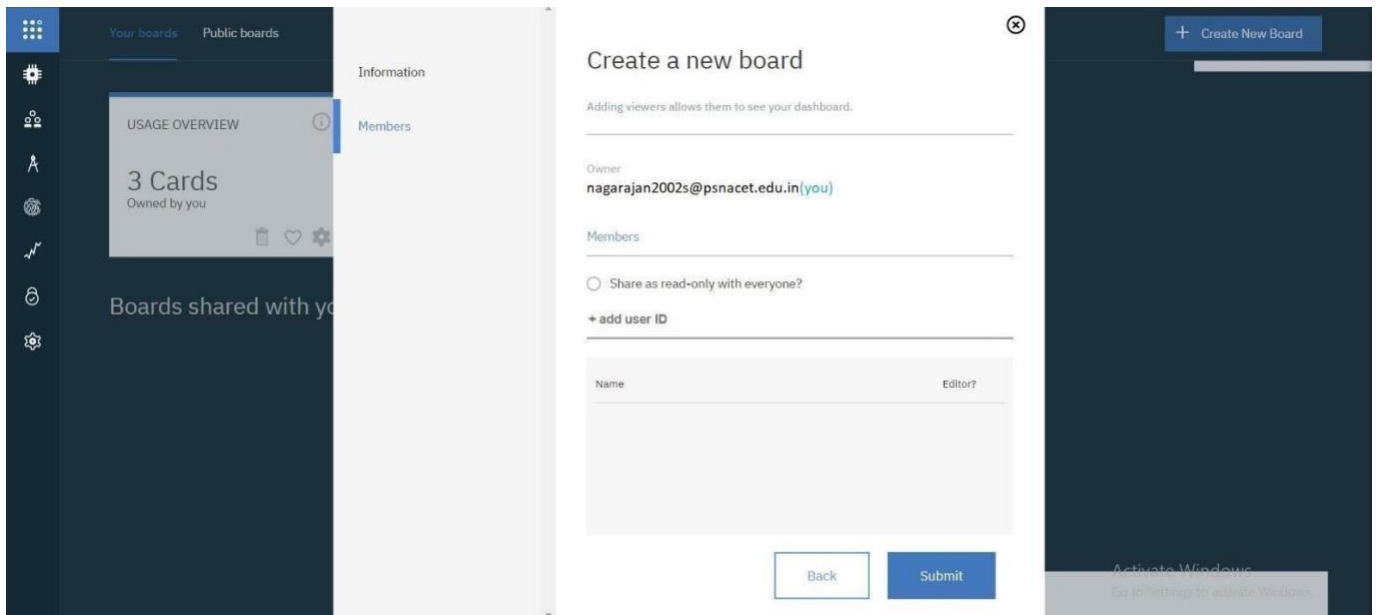 Your boards Public boards
+ Create New Board
USAGE OVERVIEW
3 Cards
Owned by you
Boards shared with yo
Information
Members
Create a new board
Adding viewers allows them to see your dashboard.
Owner
nagarajan2002s@psnacet.edu.in(you)
Members
Share as read-only with everyone?
+ add user ID
Name Editor?
Back Submit
Activate Windows
Go to Settings to activate Windows.